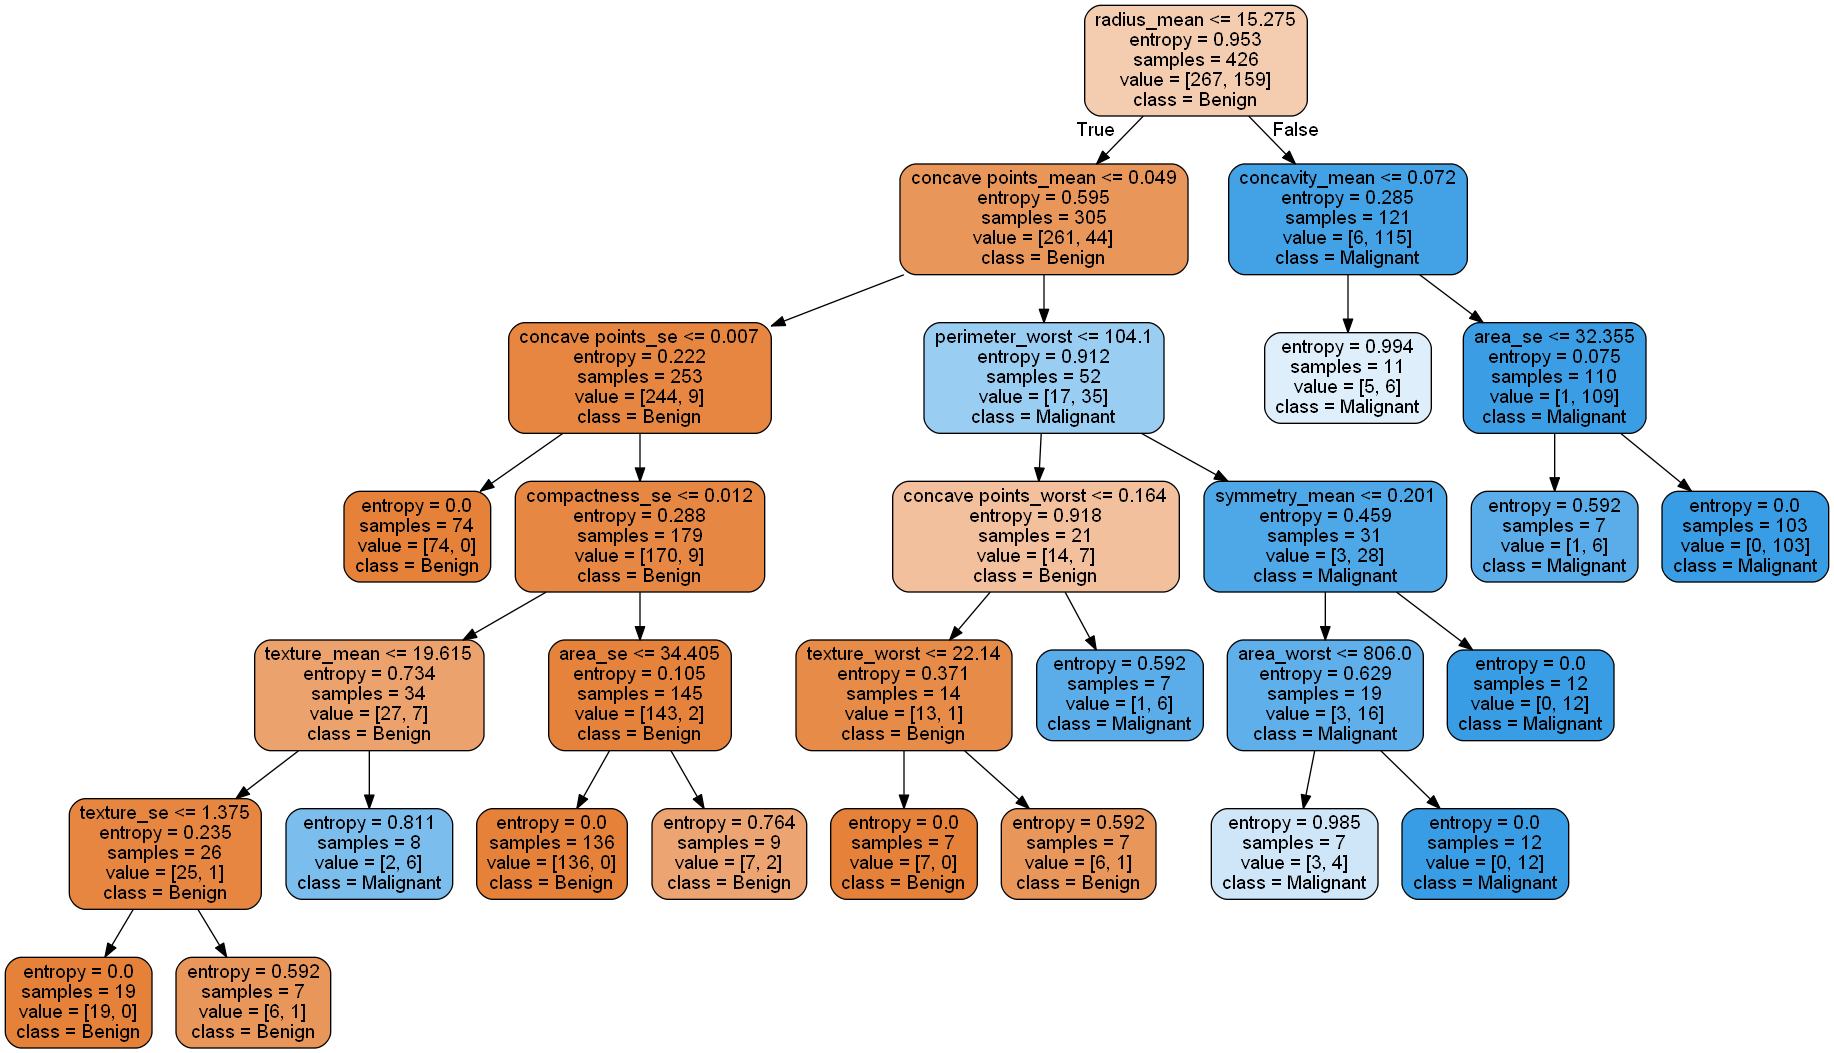 radius_mean <= 15.275
entropy = 0.953
samples = 426
value = [267, 159]
class = Benign
True
False
concave points_mean <= 0.049
entropy = 0.595
samples = 305
value = [261, 44]
class = Benign
concavity_mean <= 0.072
entropy = 0.285
samples = 121
value = [6, 115]
class = Malignant
concave points_se <= 0.007
entropy = 0.222
samples = 253
value = [244, 9]
class = Benign
perimeter_worst <= 104.1
entropy = 0.912
samples = 52
value = [17, 35]
class = Malignant
entropy = 0.994
samples = 11
value = [5, 6]
class = Malignant
area_se <= 32.355
entropy = 0.075
samples = 110
value = [1, 109]
class = Malignant
entropy = 0.0
samples = 74
value = [74, 0]
class = Benign
compactness_se <= 0.012
entropy = 0.288
samples = 179
value = [170, 9]
class = Benign
concave points_worst <= 0.164
entropy = 0.918
samples = 21
value = [14, 7]
class = Benign
symmetry_mean <= 0.201
entropy = 0.459
samples = 31
value = [3, 28]
class = Malignant
entropy = 0.592
samples = 7
value = [1, 6]
class = Malignant
entropy = 0.0
samples = 103
value = [0, 103]
class = Malignant
texture_mean <= 19.615
entropy = 0.734
samples = 34
value = [27, 7]
class = Benign
area_se <= 34.405
entropy = 0.105
samples = 145
value = [143, 2]
class = Benign
texture_worst <= 22.14
entropy = 0.371
samples = 14
value = [13, 1]
class = Benign
entropy = 0.592
samples = 7
value = [1, 6]
class = Malignant
area_worst <= 806.0
entropy = 0.629
samples = 19
value = [3, 16]
class = Malignant
entropy = 0.0
samples = 12
value = [0, 12]
class = Malignant
texture_se <= 1.375
entropy = 0.235
samples = 26
value = [25, 1]
class = Benign
entropy = 0.811
samples = 8
value = [2, 6]
class = Malignant
entropy = 0.0
samples = 136
value = [136, 0]
class = Benign
entropy = 0.764
samples = 9
value = [7, 2]
class = Benign
entropy = 0.0
samples = 7
value = [7, 0]
class = Benign
entropy = 0.592
samples = 7
value = [6, 1]
class = Benign
entropy = 0.985
samples = 7
value = [3, 4]
class = Malignant
entropy = 0.0
samples = 12
value = [0, 12]
class = Malignant
entropy = 0.0
samples = 19
value = [19, 0]
class = Benign
entropy = 0.592
samples = 7
value = [6, 1]
class = Benign